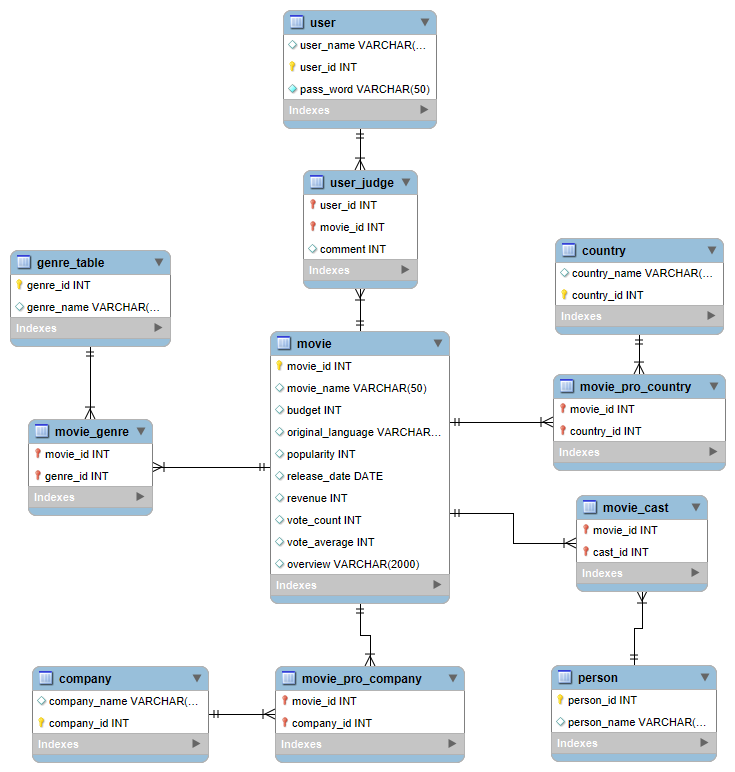 user
user_name VARCHAR(...
user_id INT
pass_word VARCHAR(50)
Indexes
user_judge
user_id INT
movie_id INT
comment INT
Indexes
genre_table
genre_id INT
genre_name VARCHAR(...
Indexes
country
country_name VARCHAR(...
country_id INT
Indexes
movie
movie_id INT
movie_name VARCHAR(50)
budget INT
original_language VARCHAR...
popularity INT
release_date DATE
revenue INT
vote_count INT
vote_average INT
overview VARCHAR(2000)
Indexes
movie_genre
movie_id INT
genre_id INT
Indexes
movie_pro_country
movie_id INT
country_id INT
Indexes
movie_cast
movie_id INT
cast_id INT
Indexes
company
company_name VARCHAR(...
company_id INT
Indexes
movie_pro_company
movie_id INT
company_id INT
Indexes
person
person_id INT
person_name VARCHAR(...
Indexes